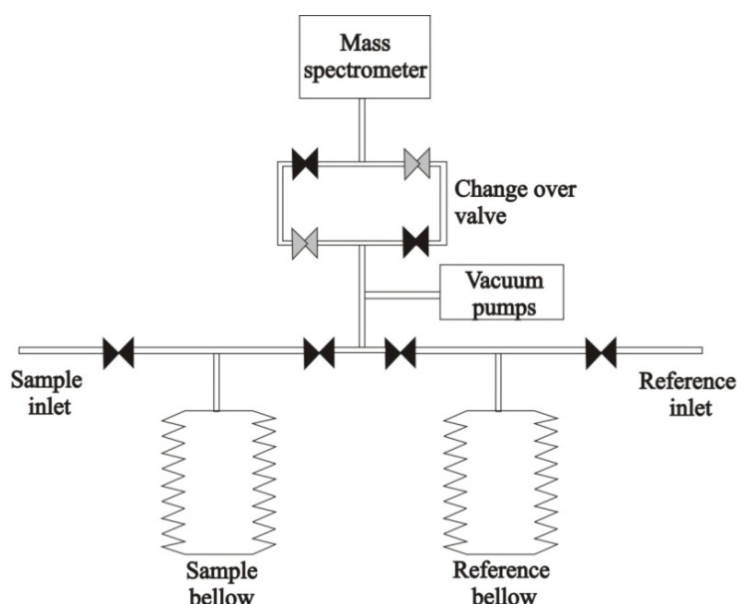 Mass
spectrometer
Change over
valve
Vacuum
pumps
Sample
inlet
Reference
inlet
Sample
bellow
Reference
bellow